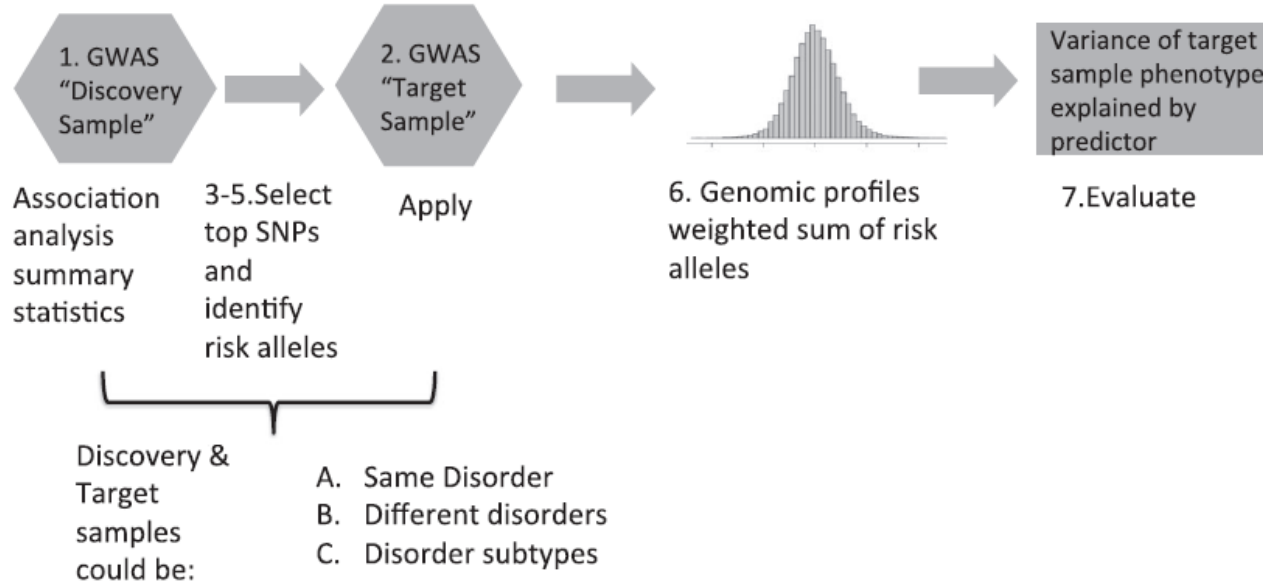 1. GWAS
“Discovery
Sample”
2. GWAS
“Target
Sample”
Variance of target
sample phenotype
explained by
predictor
Association
analysis
summary
statistics
3-5.Select
top SNPs
and
identify
risk alleles
Apply
6. Genomic profiles
weighted sum of risk
alleles
7.Evaluate
Discovery &
Target
samples
could be:
A. Same Disorder
B. Different disorders
C. Disorder subtypes